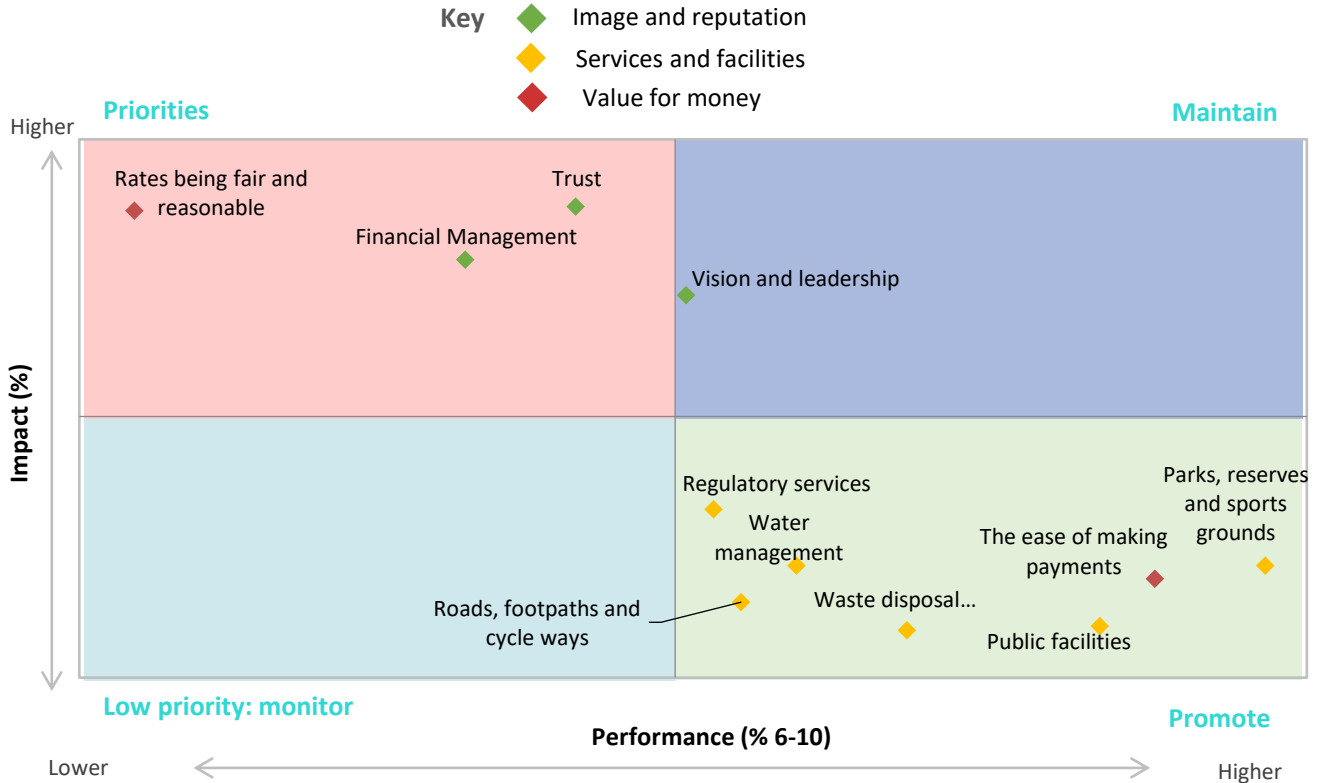 Key
Image and reputation
Services and facilities
Value for money
Priorities
Maintain
Higher
Rates being fair and
reasonable
Trust
Financial Management
Vision and leadership
Impact (%)
Regulatory services
Water
management
Parks, reserves
and sports
grounds
The ease of making
payments
Roads, footpaths and
cycle ways
Waste disposal...
Public facilities
Low priority: monitor
Promote
Performance (% 6-10)
Lower
Higher